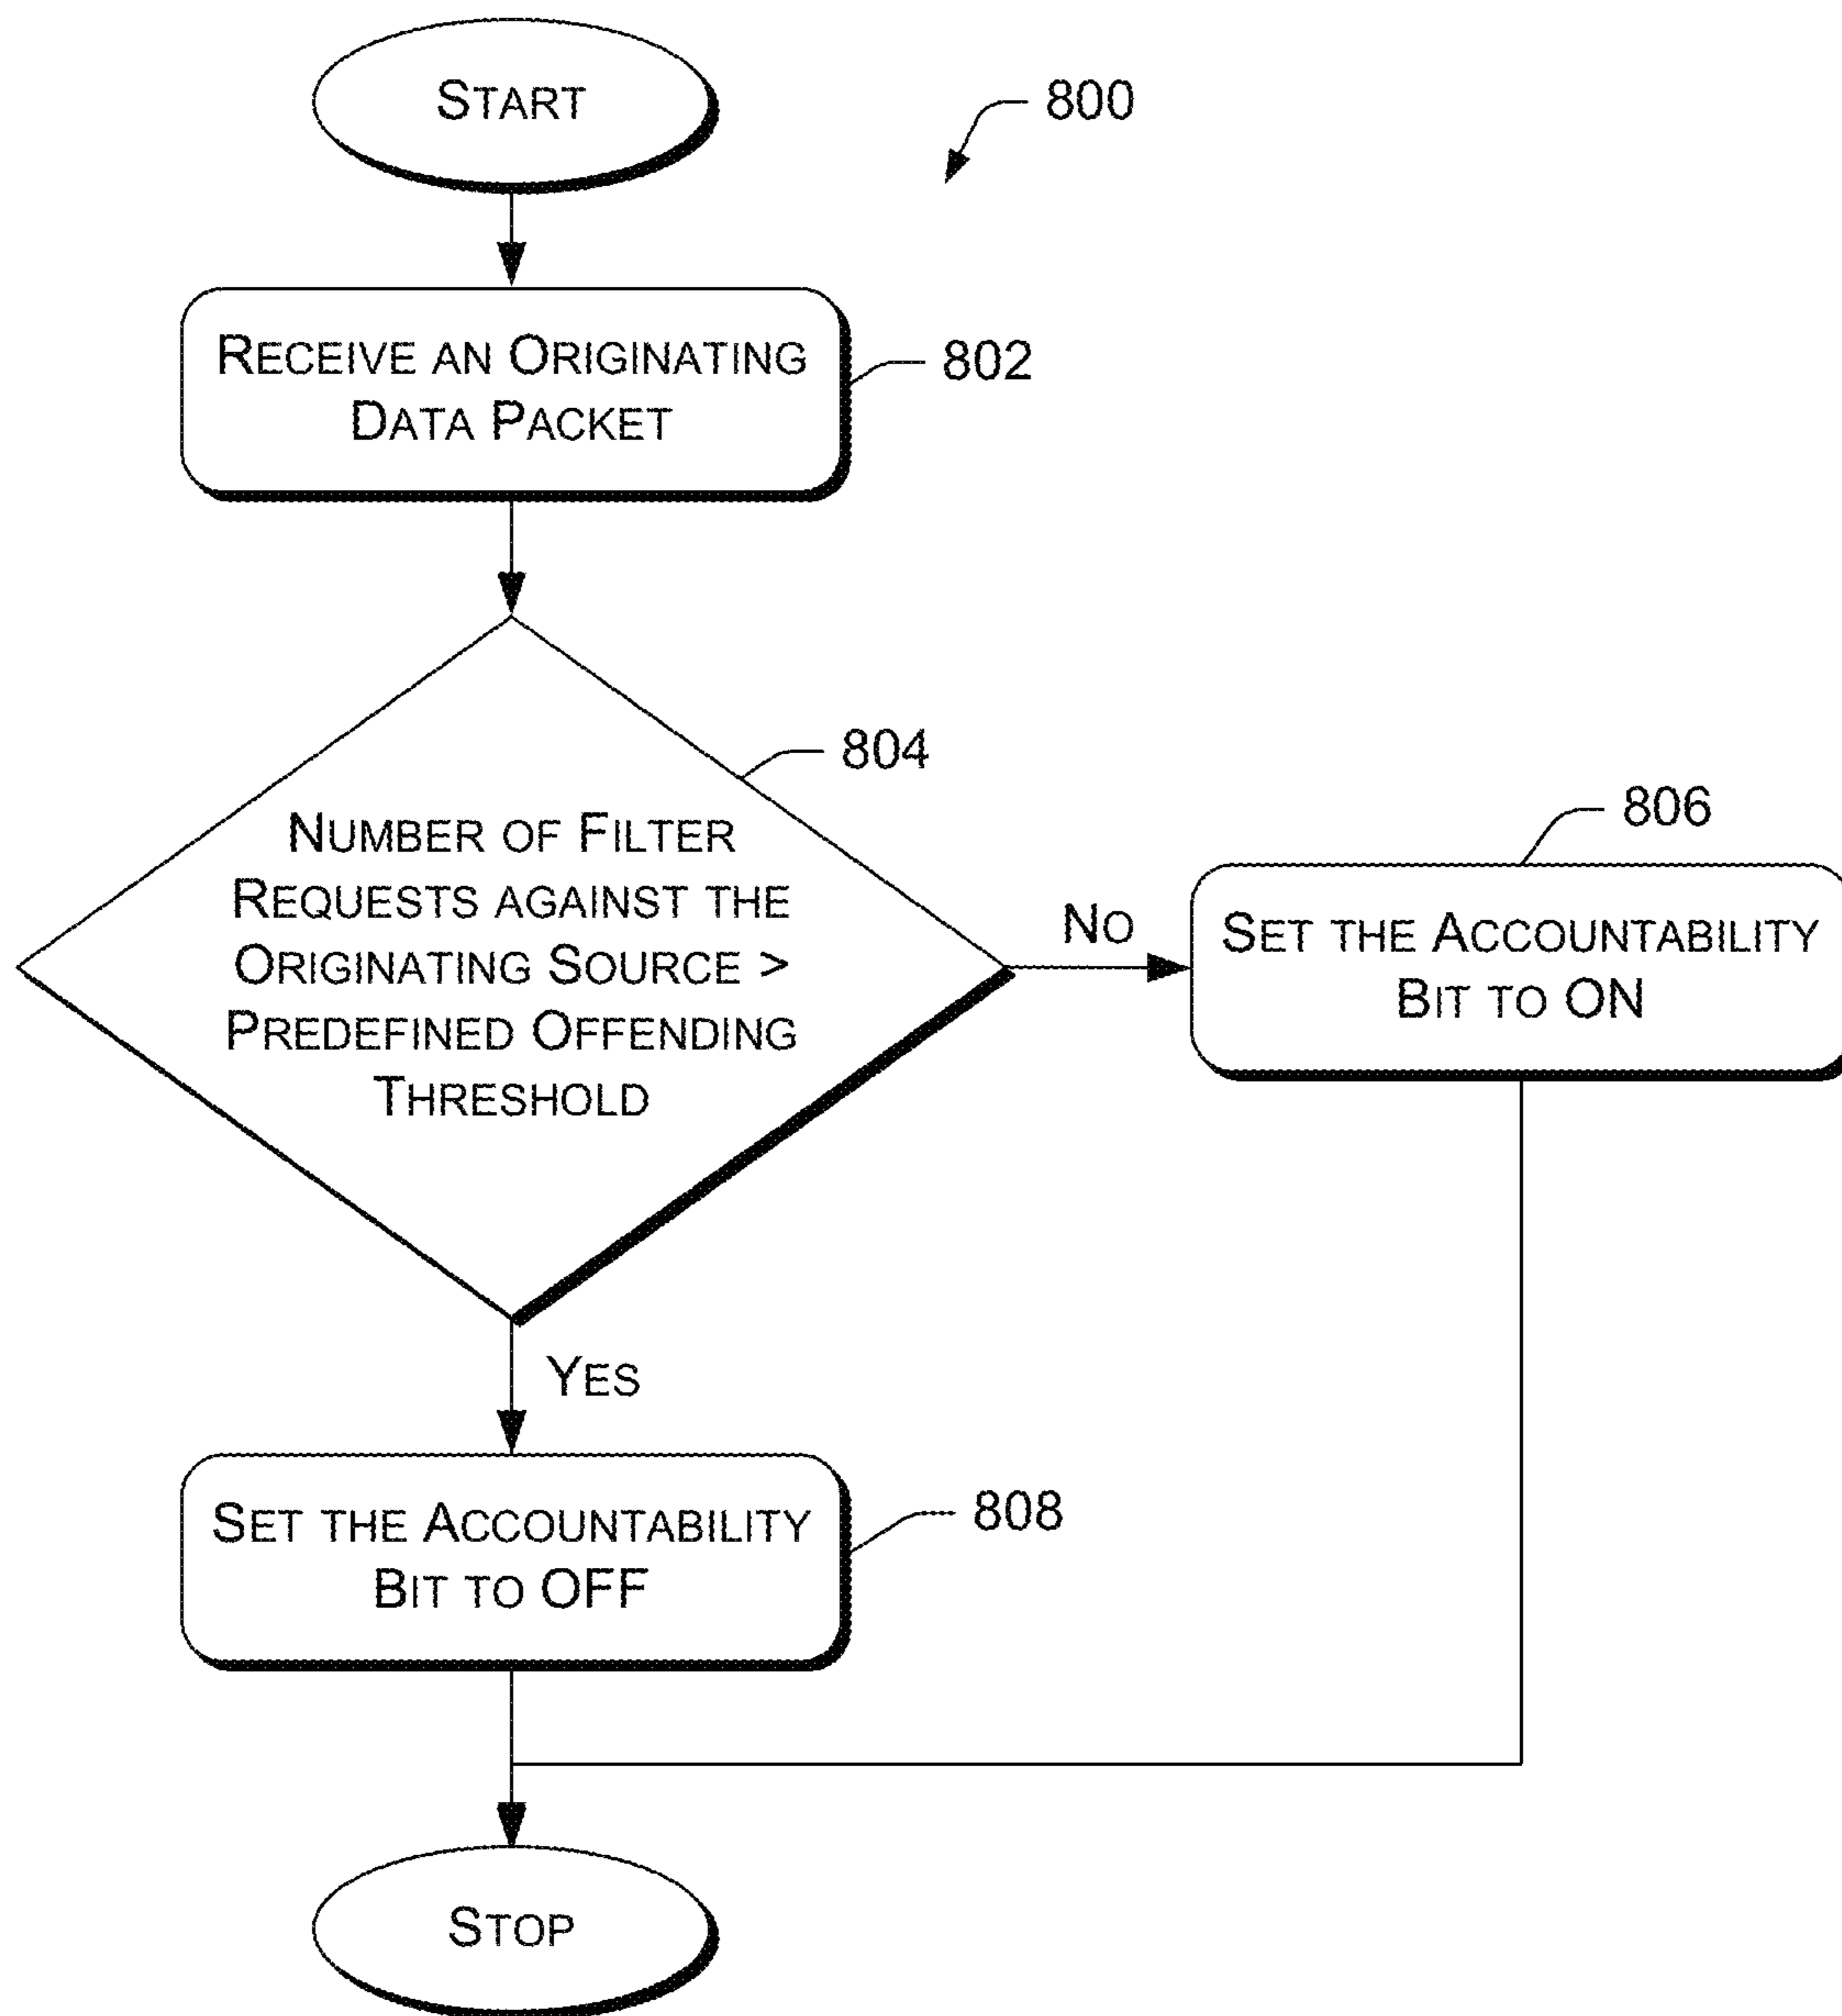 START
800
RECEIVE AN ORIGINATING
DATA PACKET
802
804
NUMBER OF FILTER
REQUESTS AGAINST THE
ORIGINATING SOURCE >
PREDEFINED OFFENDING
THRESHOLD
NO
806
SET THE ACCOUNTABILITY
BIT TO ON
YES
SET THE ACCOUNTABILITY
BIT TO OFF
808
STOP